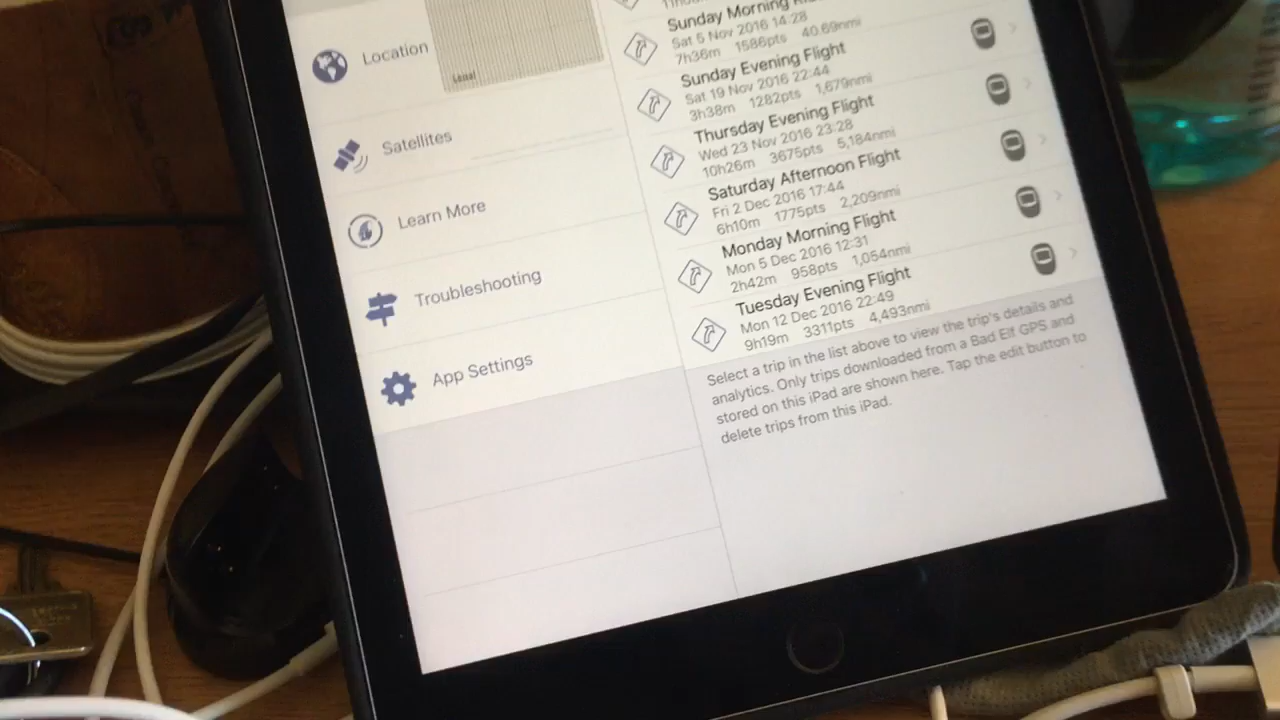 Location
Satellites
Learn More
Troubleshooting
App Settings
Sunday Morning
Sat 5 Nov 2016 14:28
7h36m 1586pts 40.69nmi
Sunday Evening Flight
Sat 19 Nov 2016 22:44
3h38m 1282pts 1,679nmi
Thursday Evening Flight
Wed 23 Nov 2016 23:28
10h26m 3675pts 5,184nmi
Saturday Afternoon Flight
Fri 2 Dec 2016 17:44
6h10m 1775pts 2,209nmi
Monday Morning Flight
Mon 5 Dec 2016 12:31
2h42m 958pts 1,054nmi
Tuesday Evening Flight
Mon 12 Dec 2016 22:49
9h19m 3311pts 4,493nmi
Select a trip in the list above to view the trip's details and
analytics. Only trips downloaded from a Bad Elf GPS and
stored on this iPad are shown here. Tap the edit button to
delete trips from this iPad.